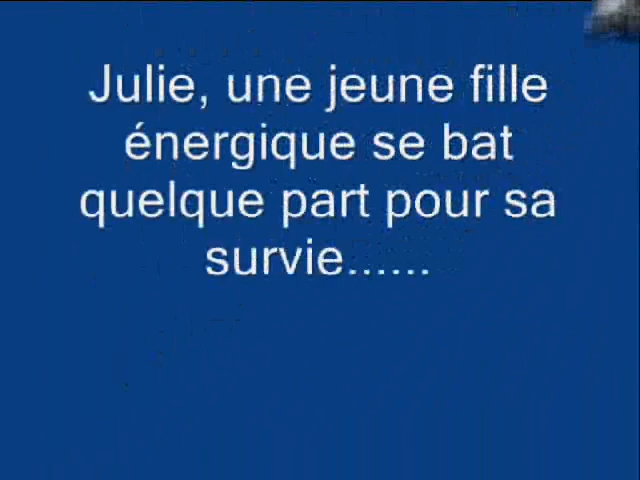 Julie, une jeune fille
énergique se bat
quelque part pour sa
survie......